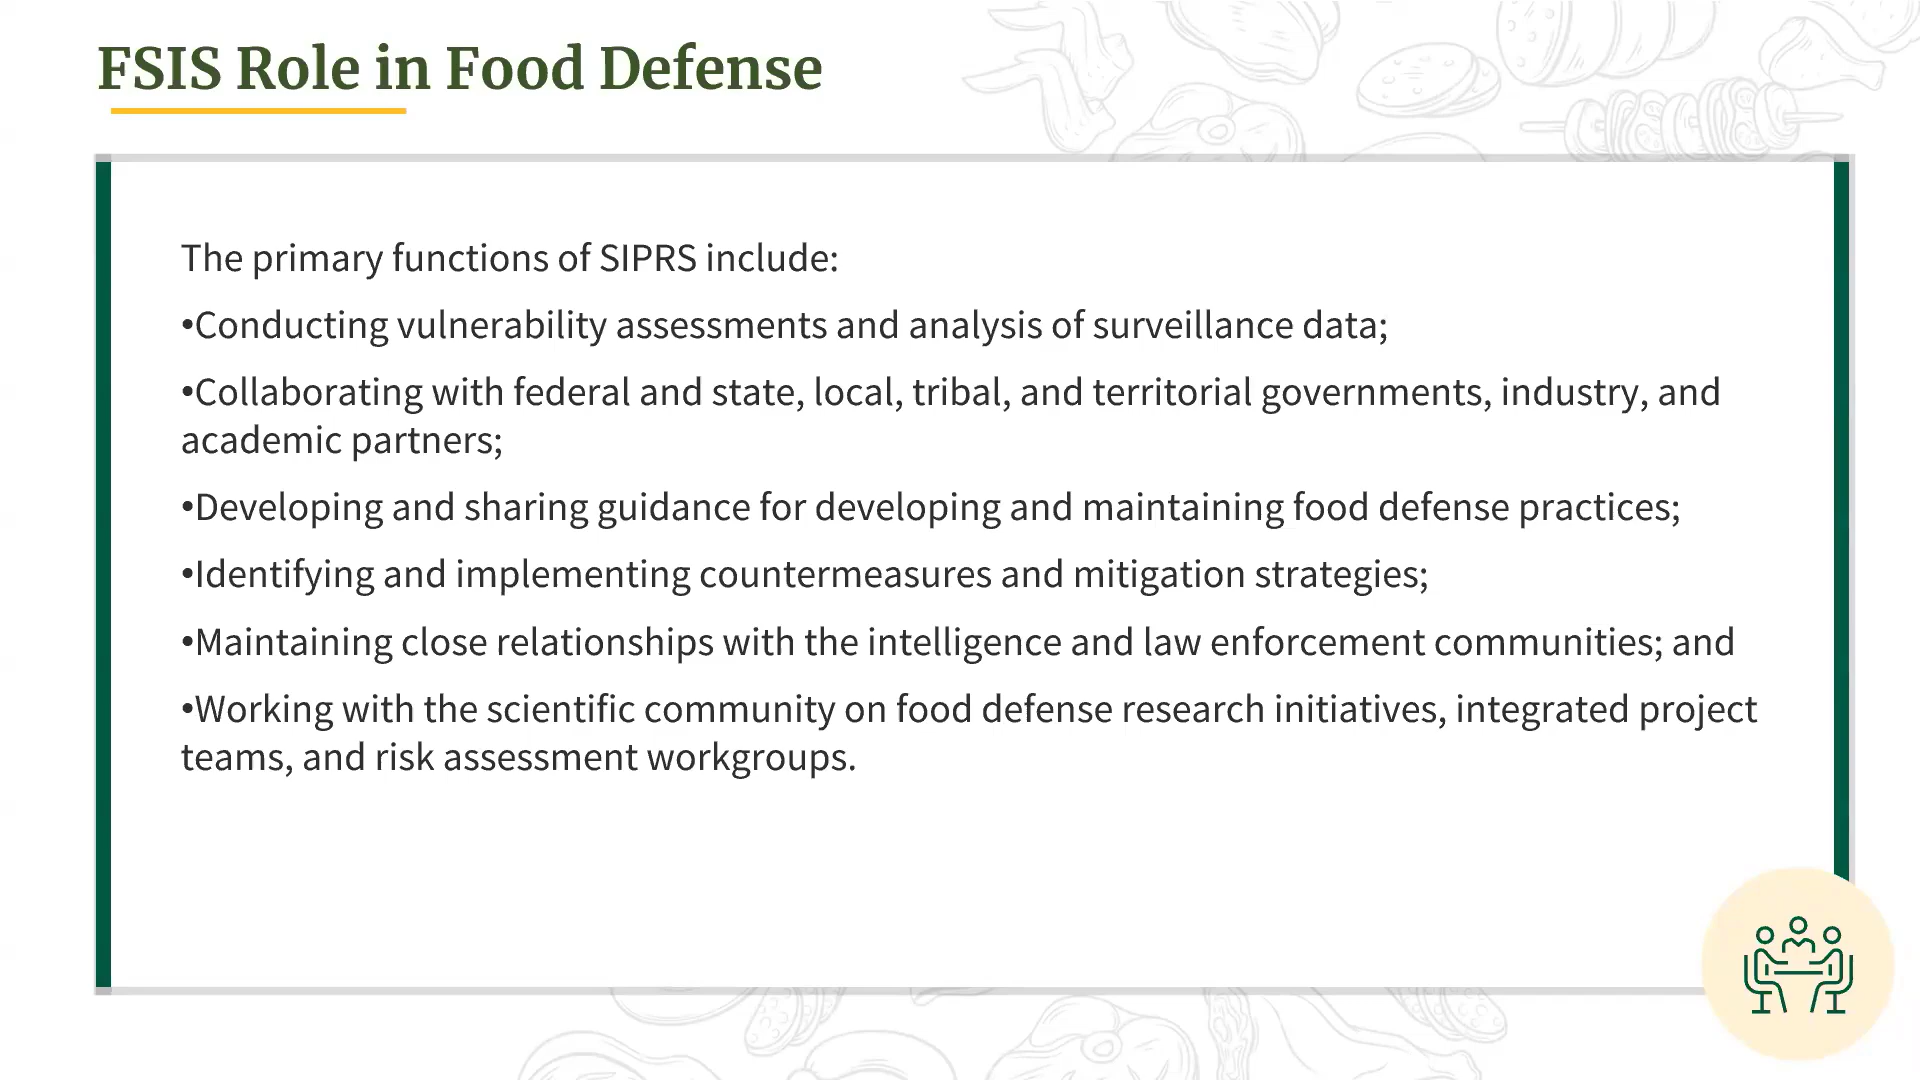 FSIS Role in Food Defense
The primary functions of SIPRS include:
•Conducting vulnerability assessments and analysis of surveillance data;
•Collaborating with federal and state, local, tribal, and territorial governments, industry, and
academic partners;
•Developing and sharing guidance for developing and maintaining food defense practices;
•Identifying and implementing countermeasures and mitigation strategies;
•Maintaining close relationships with the intelligence and law enforcement communities; and
•Working with the scientific community on food defense research initiatives, integrated project
teams, and risk assessment workgroups.